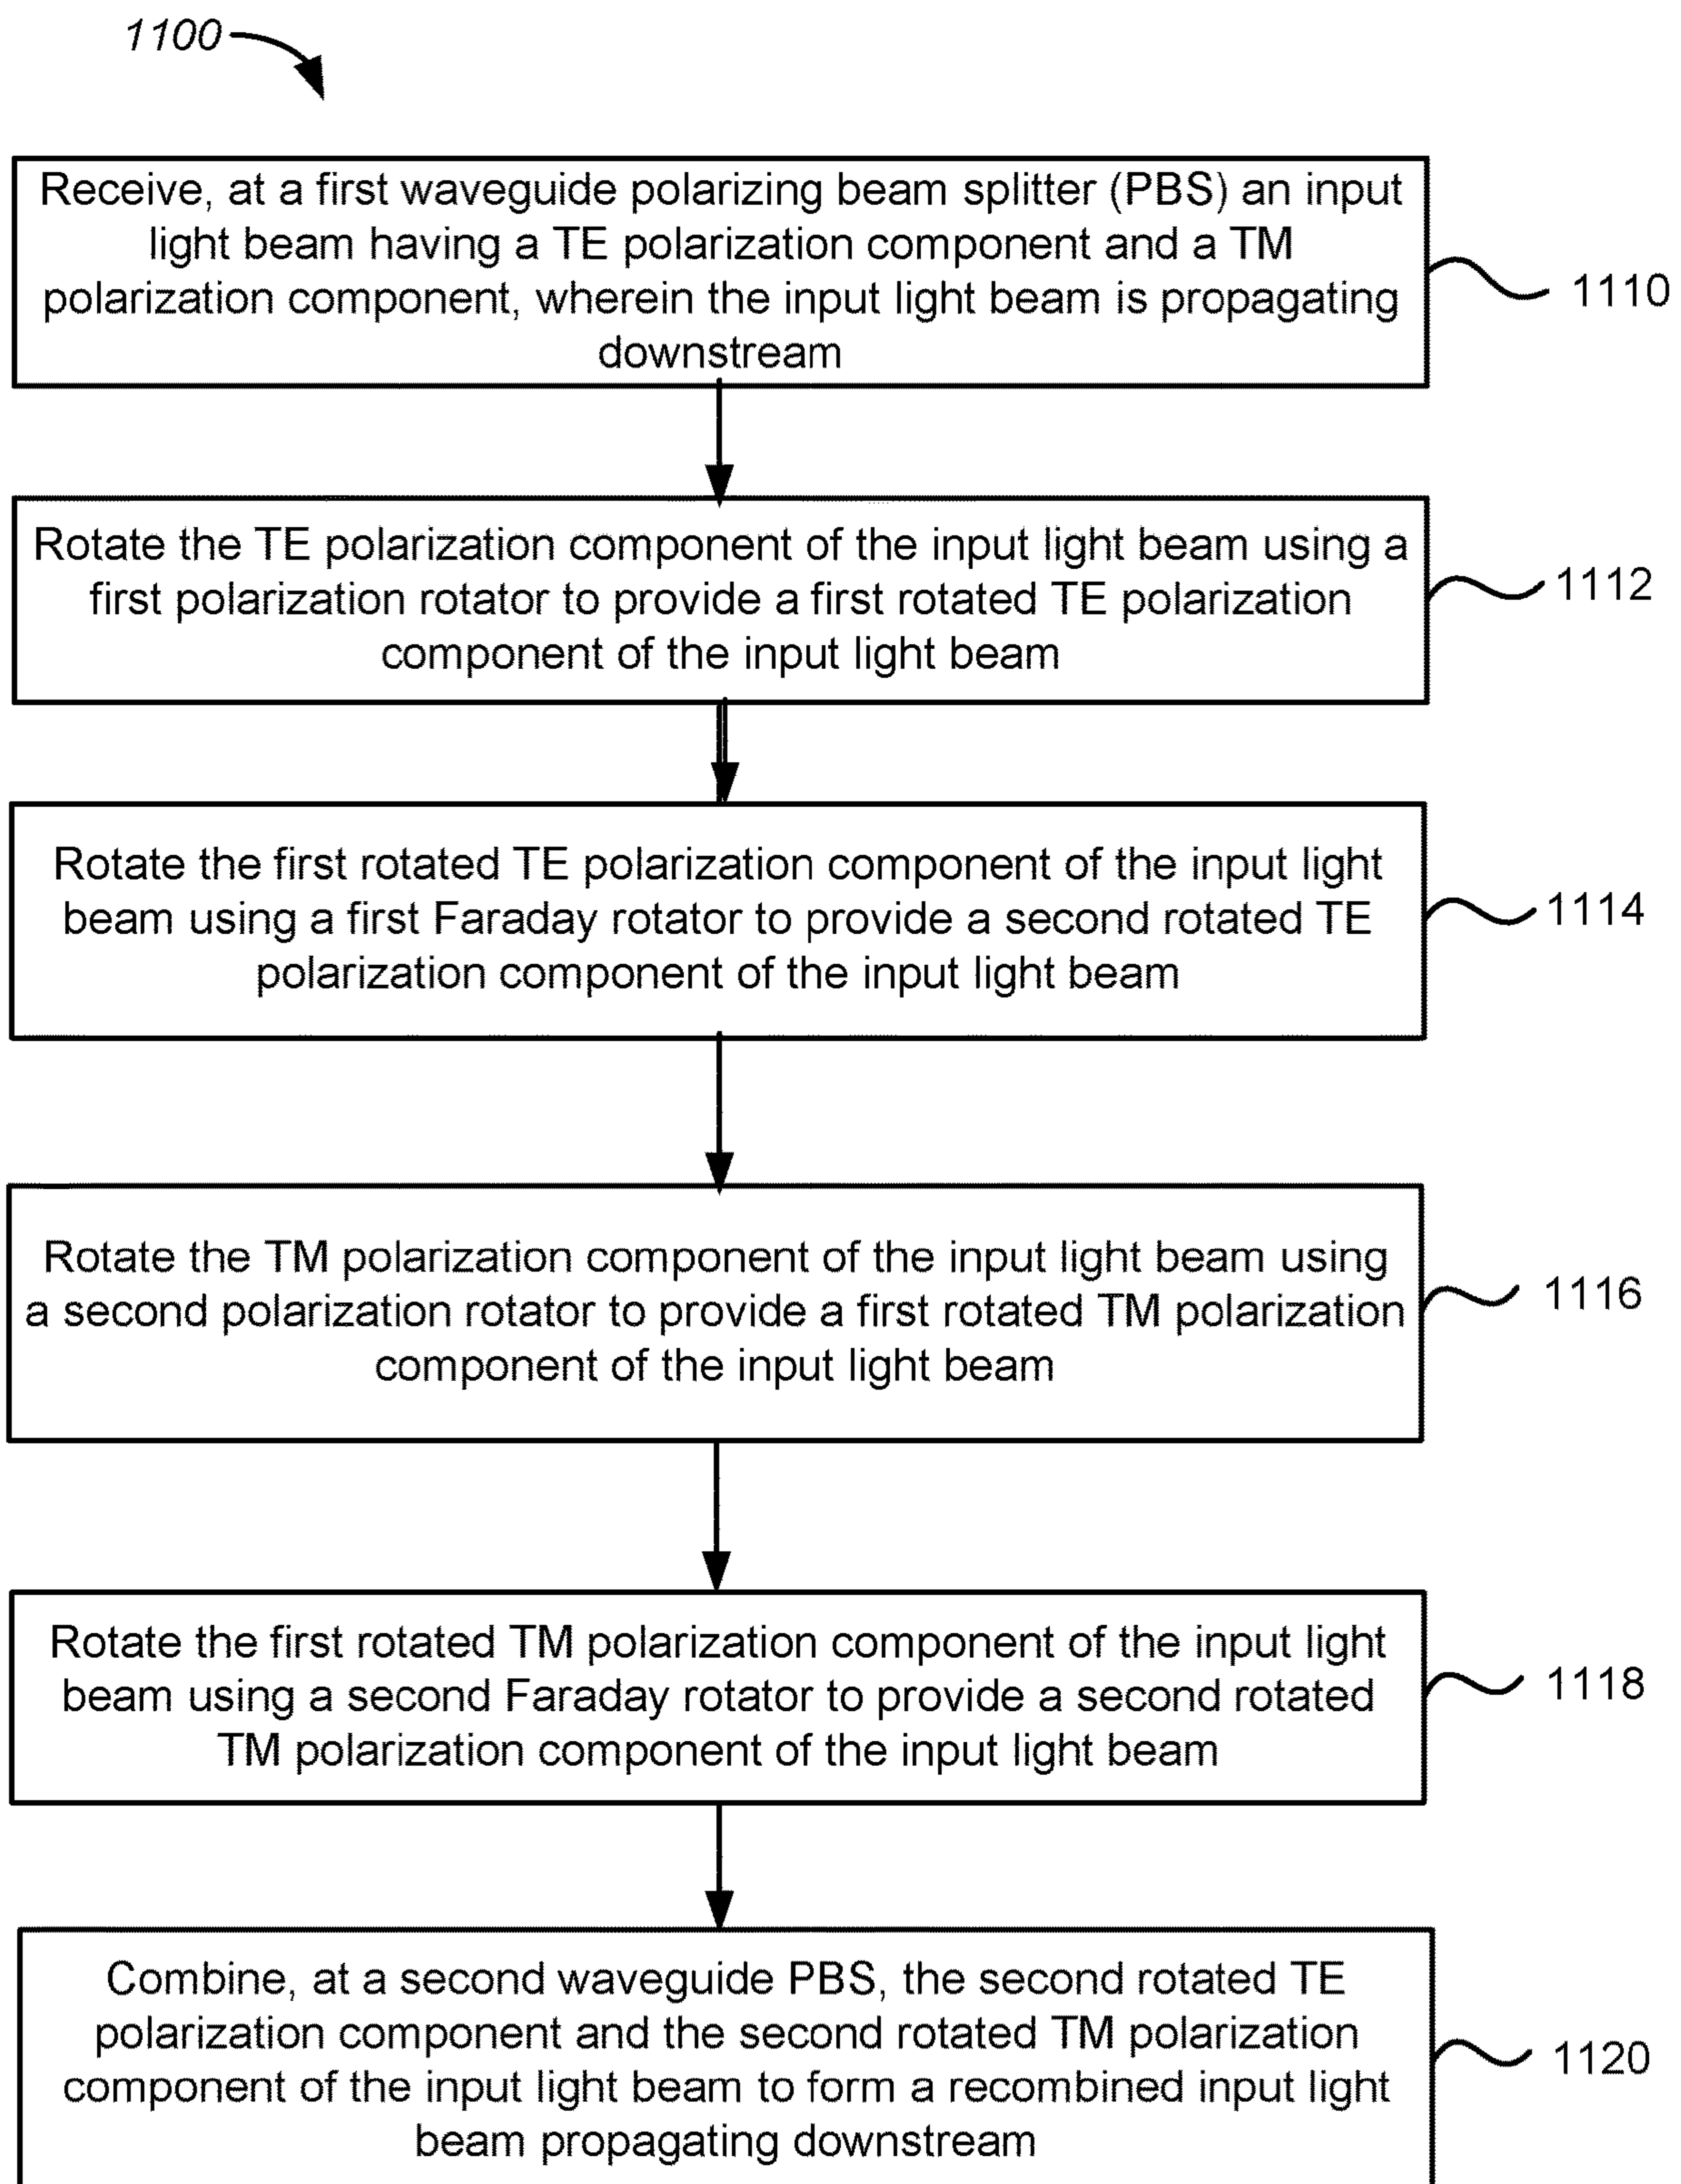 1100
Receive, at a first waveguide polarizing beam splitter (PBS) an input
light beam having a TE polarization component and a TM
polarization component, wherein the input light beam is propagating
downstream
1110
Rotate the TE polarization component of the input light beam using a
first polarization rotator to provide a first rotated TE polarization
component of the input light beam
1112
Rotate the first rotated TE polarization component of the input light
beam using a first Faraday rotator to provide a second rotated TE
polarization component of the input light beam
1114
Rotate the TM polarization component of the input light beam using
a second polarization rotator to provide a first rotated TM polarization
component of the input light beam
1116
Rotate the first rotated TM polarization component of the input light
beam using a second Faraday rotator to provide a second rotated
TM polarization component of the input light beam
1118
Combine, at a second waveguide PBS, the second rotated TE
polarization component and the second rotated TM polarization
component of the input light beam to form a recombined input light
beam propagating downstream
1120